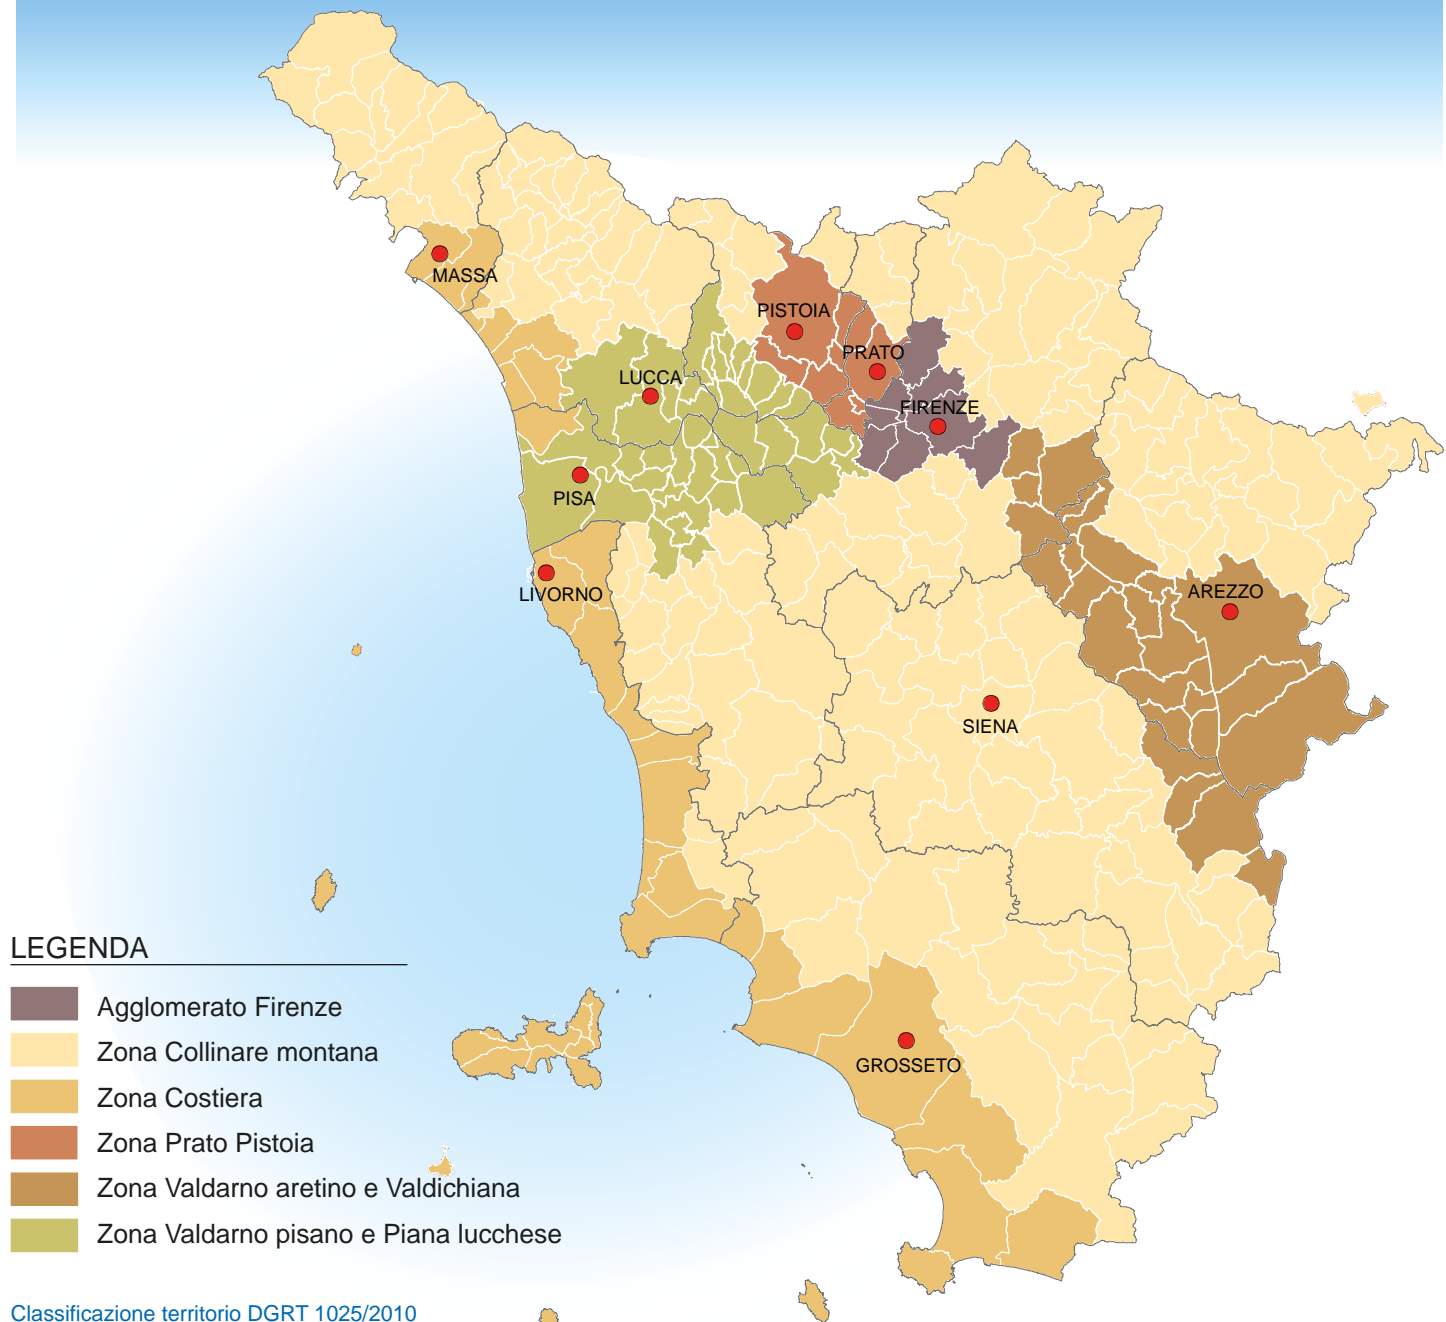 MASSA
PISTOIA
PRATO
LUCCA
FIRENZE
PISA
LIVORNO
AREZZO
SIENA
GROSSETO
LEGENDA
Agglomerato Firenze
Zona Collinare montana
Zona Costiera
Zona Prato Pistoia
Zona Valdarno aretino e Valdichiana
Zona Valdarno pisano e Piana lucchese
Classificazione territorio DGRT 1025/2010